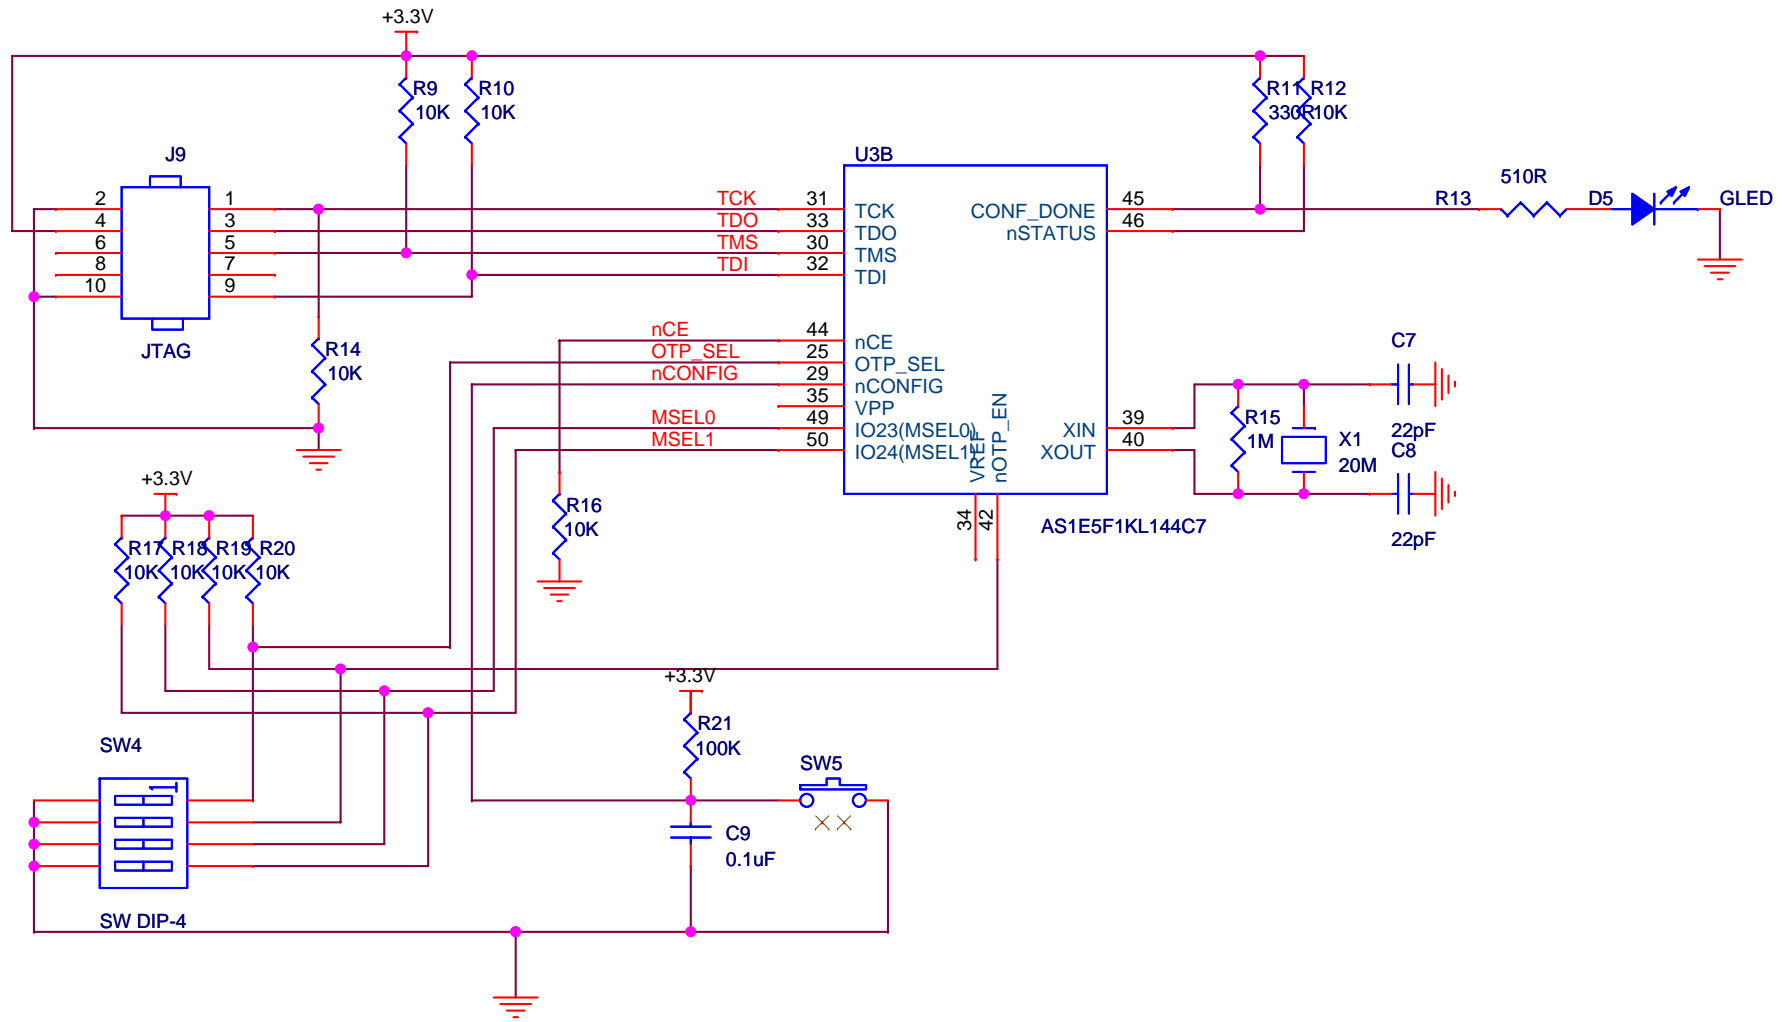 +3.3V
R9
10K
R10
10K
R11
330R
R12
10K
J9
2
4
6
8
10
1
3
5
7
9
JTAG
TCK
TDO
TMS
TDI
31
33
30
32
U3B
TCK
TDO
TMS
TDI
CONF_DONE
nSTATUS
45
46
R13
510R
D5
GLED
R14
10K
nCE
OTP_SEL
nCONFIG
MSEL0
MSEL1
44
25
29
35
49
50
nCE
OTP_SEL
nCONFIG
VPP
IO23(MSEL0)
IO24(MSEL1)
VREF
nOTP_EN
34
42
XIN
XOUT
39
40
AS1E5F1KL144C7
R15
1M
X1
20M
C7
22pF
C8
22pF
R16
10K
+3.3V
R17
10K
R18
10K
R19
10K
R20
10K
+3.3V
R21
100K
SW5
C9
0.1uF
SW4
1
SW DIP-4